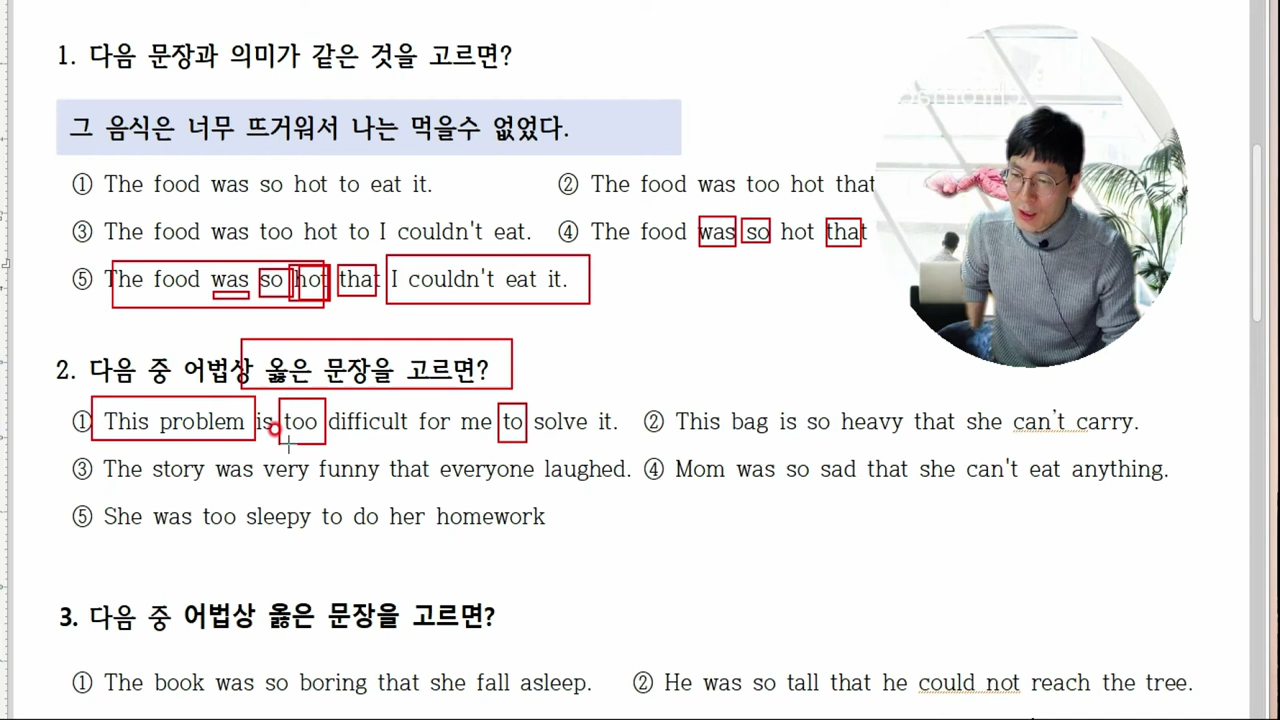 1. 다음 문장과 의미가 같은 것을 고르면?
그 음식은 너무 뜨거워서 나는 먹을수 없었다.
① The food was so hot to eat it. ② The food was too hot that
③ The food was too hot to I couldn't eat. ④ The food was so hot that
⑤ The food was so hot that I couldn't eat it.
2. 다음 중 어법상 옳은 문장을 고르면?
① This problem is too difficult for me to solve it. ② This bag is so heavy that she can't carry.
③ The story was very funny that everyone laughed. ④ Mom was so sad that she can't eat anything.
⑤ She was too sleepy to do her homework
3. 다음 중 어법상 옳은 문장을 고르면?
① The book was so boring that she fall asleep. ② He was so tall that he could not reach the tree.